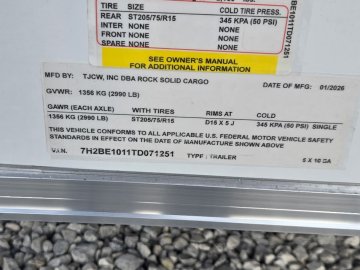 TIRE SIZE COLD TIRE PRESS.
REAR ST205/75/R15 345 KPA (50 PSI)
INTER NONE NONE
FRONT NONE NONE
SPARE NONE NONE
SEE OWNER'S MANUAL
FOR ADDITIONAL INFORMATION
7H2BE1011TD071251
MFD BY: TJCW, INC DBA ROCK SOLID CARGO DATE OF MFG: 01/2026
GVWR: 1356 KG (2990 LB)
GAWR (EACH AXLE) WITH TIRES RIMS AT COLD
1356 KG (2990 LB) ST205/75/R15 D15 X 5 J 345 KPA (50 PSI) SINGLE
THIS VEHICLE CONFORMS TO ALL APPLICABLE U.S. FEDERAL MOTOR VEHICLE SAFETY
STANDARDS IN EFFECT ON THE DATE OF MANUFACTURE SHOWN ABOVE
V.I.N. 7H2BE1011TD071251 TYPE: TRAILER 5 X 10 SA